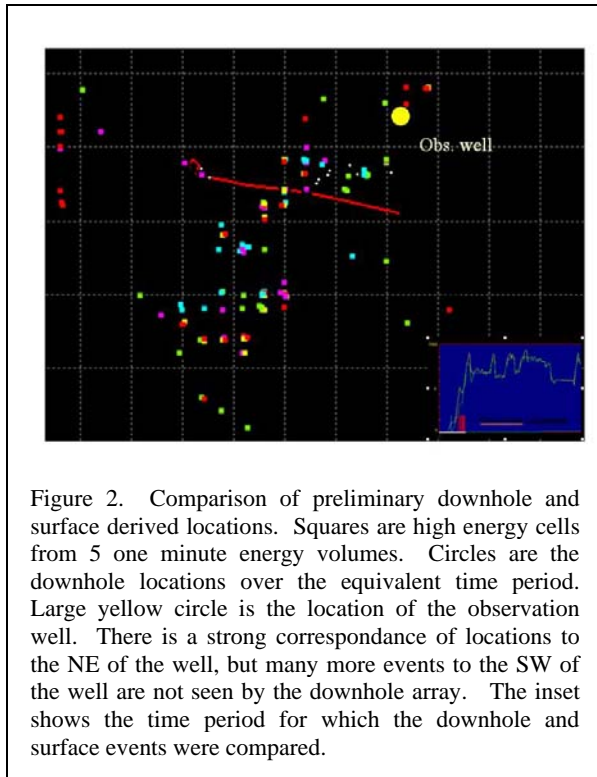 Obs. well
Figure 2. Comparison of preliminary downhole and
surface derived locations. Squares are high energy cells
from 5 one minute energy volumes. Circles are the
downhole locations over the equivalent time period.
Large yellow circle is the location of the observation
well. There is a strong correspondance of locations to
the NE of the well, but many more events to the SW of
the well are not seen by the downhole array. The inset
shows the time period for which the downhole and
surface events were compared.